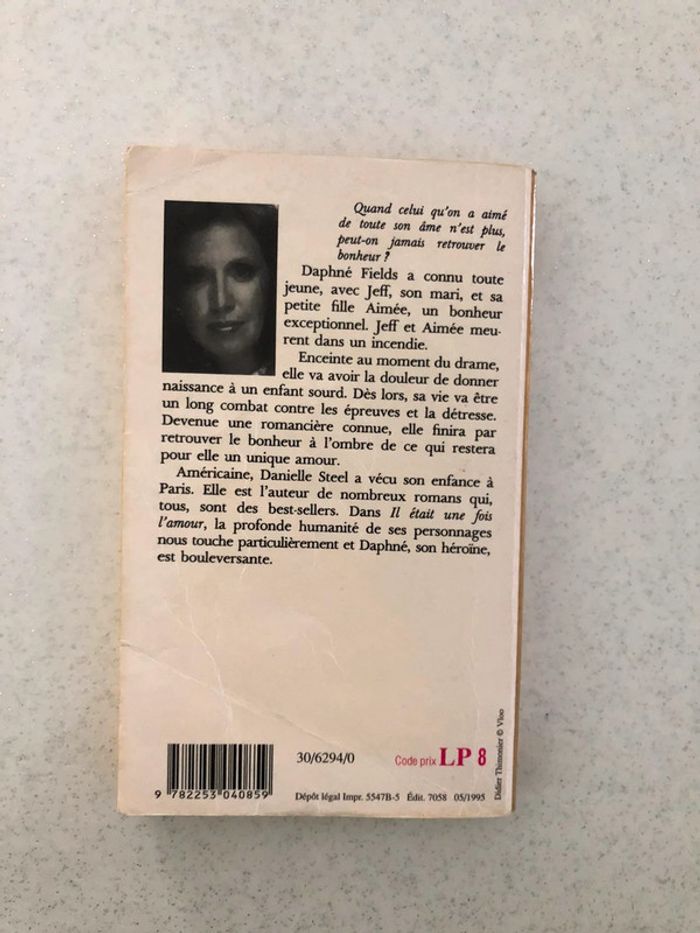 Quand celui qu'on a aimé
de toute son âme n'est plus,
peut-on jamais retrouver le
bonheur ?
Daphné Fields a connu toute
jeune, avec Jeff, son mari, et sa
petite fille Aimée, un bonheur
exceptionnel. Jeff et Aimée meu-
rent dans un incendie.
Enceinte au moment du drame,
elle va avoir la douleur de donner
naissance à un enfant sourd. Dès lors, sa vie va être
un long combat contre les épreuves et la détresse.
Devenue une romancière connue, elle finira par
retrouver le bonheur à l'ombre de ce qui restera
pour elle un unique amour.
Américaine, Danielle Steel a vécu son enfance à
Paris. Elle est l'auteur de nombreux romans qui,
tous, sont des best-sellers. Dans Il était une fois
l'amour, la profonde humanité de ses personnages
nous touche particulièrement et Daphné, son héroïne,
est bouleversante.
Didier Thimonier © Vloo
30/6294/0
Code prix LP 8
9 782253 040859
Dépôt légal Impr. 5547B-5 Édit. 7058 05/1995